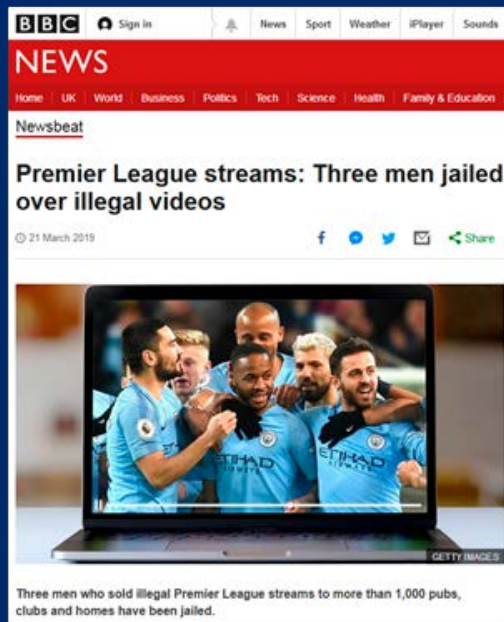 BBC Sign in News Sport Weather iPlayer Sounds
NEWS
Home UK World Business Politics Tech Science Health Family & Education
Newsbeat
Premier League streams: Three men jailed
over illegal videos
21 March 2019 Share
ETIHAD
AIRWAYS
ETIHAD
AIRWAYS
GETTY IMAGES
Three men who sold illegal Premier League streams to more than 1,000 pubs,
clubs and homes have been jailed.